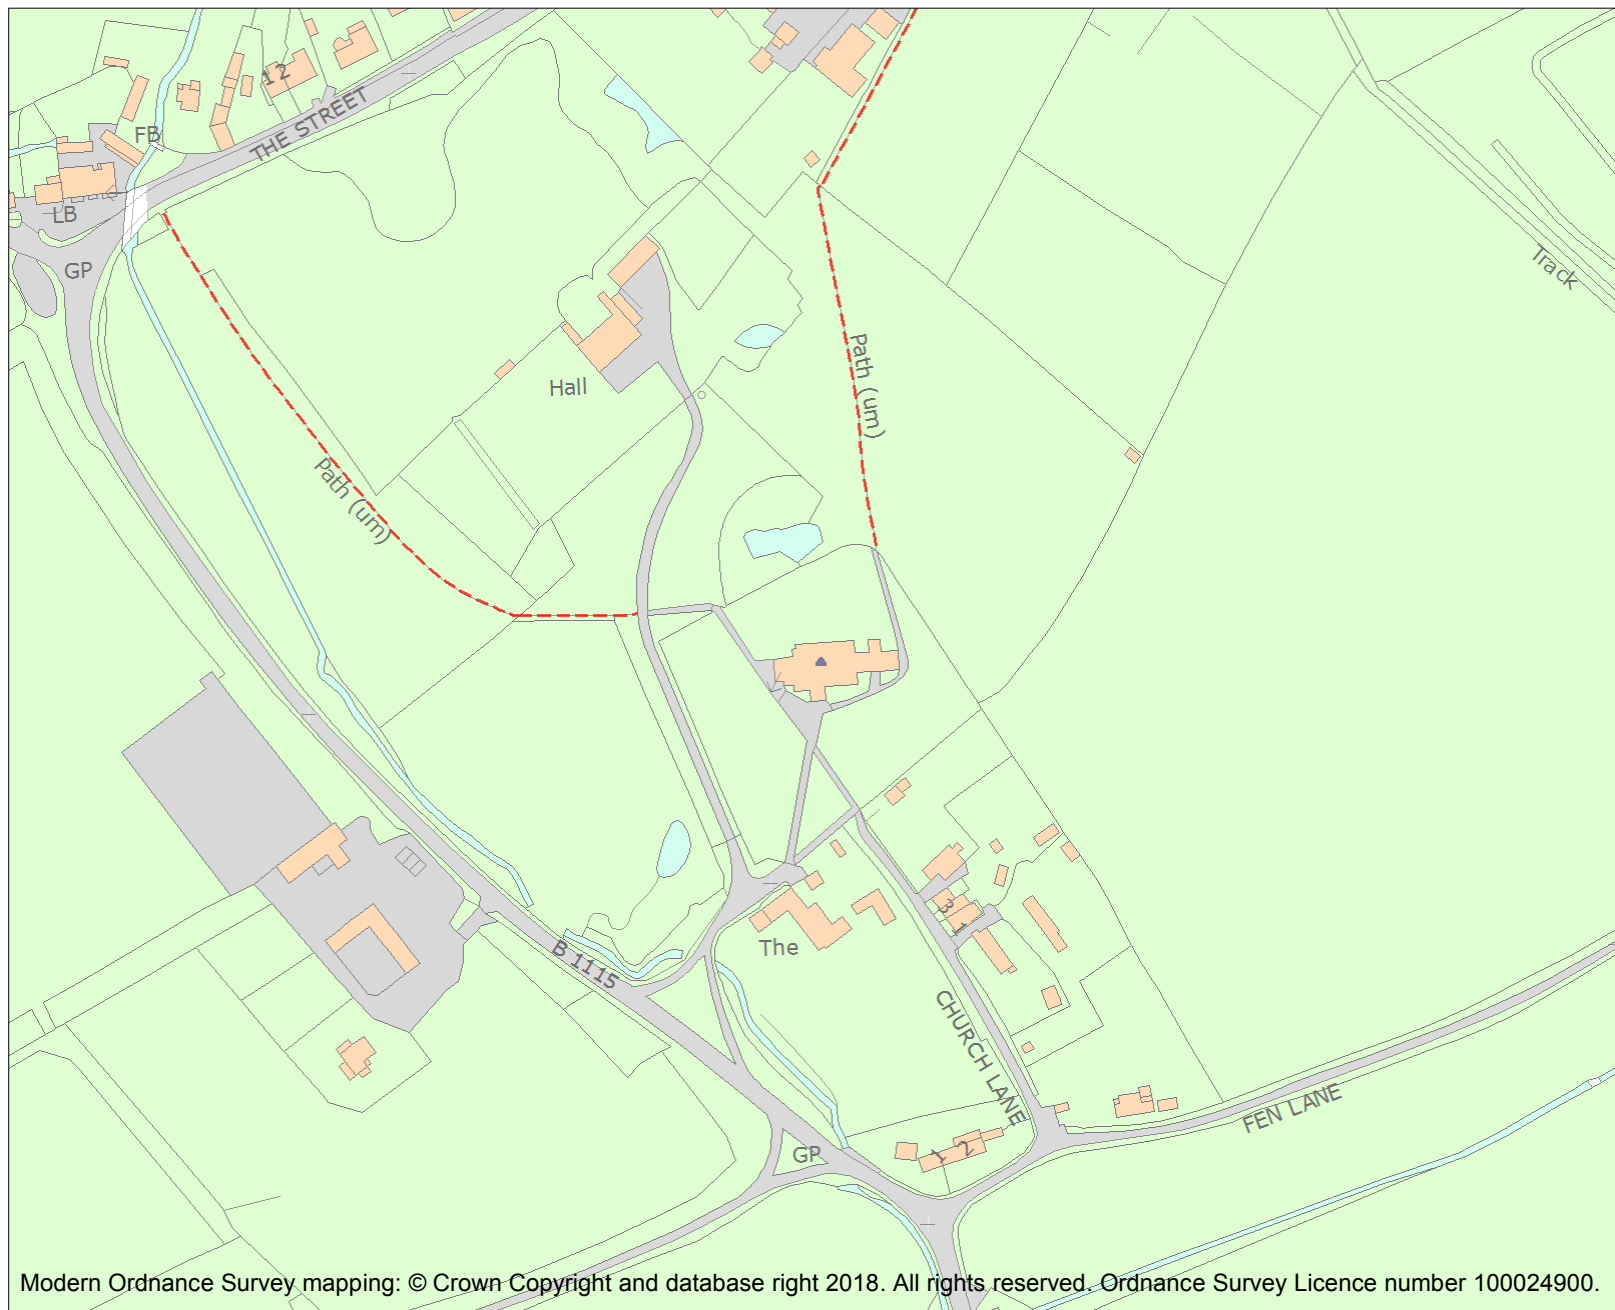 12
FB
THE STREET
LB
GP
Track
Path (um)
Hall
Path (um)
3
1
The
B 1115
CHURCH LANE
FEN LANE
GP
1
2
Modern Ordnance Survey mapping: © Crown Copyright and database right 2018. All rights reserved. Ordnance Survey Licence number 100024900.